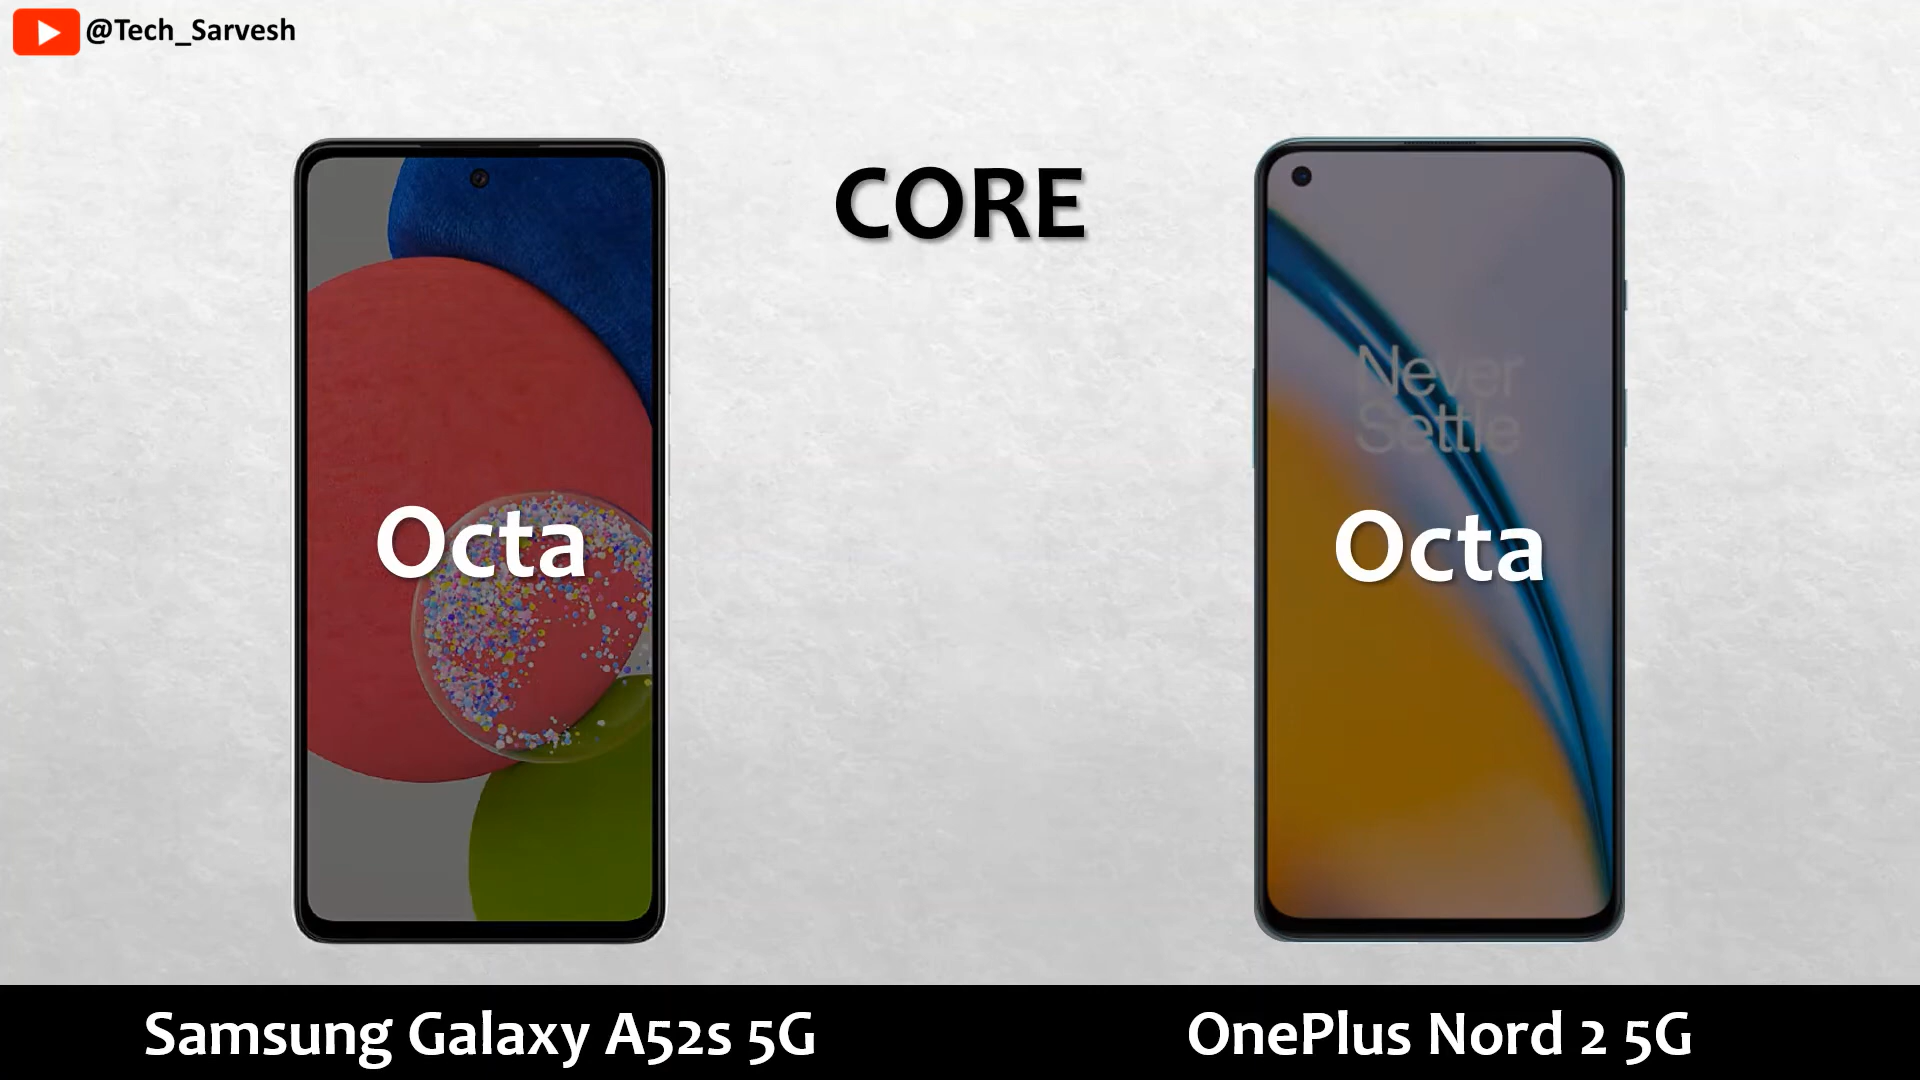 @Tech_Sarvesh
CORE
Never
Settle
Octa
Octa
Samsung Galaxy A52s 5G
OnePlus Nord 2 5G